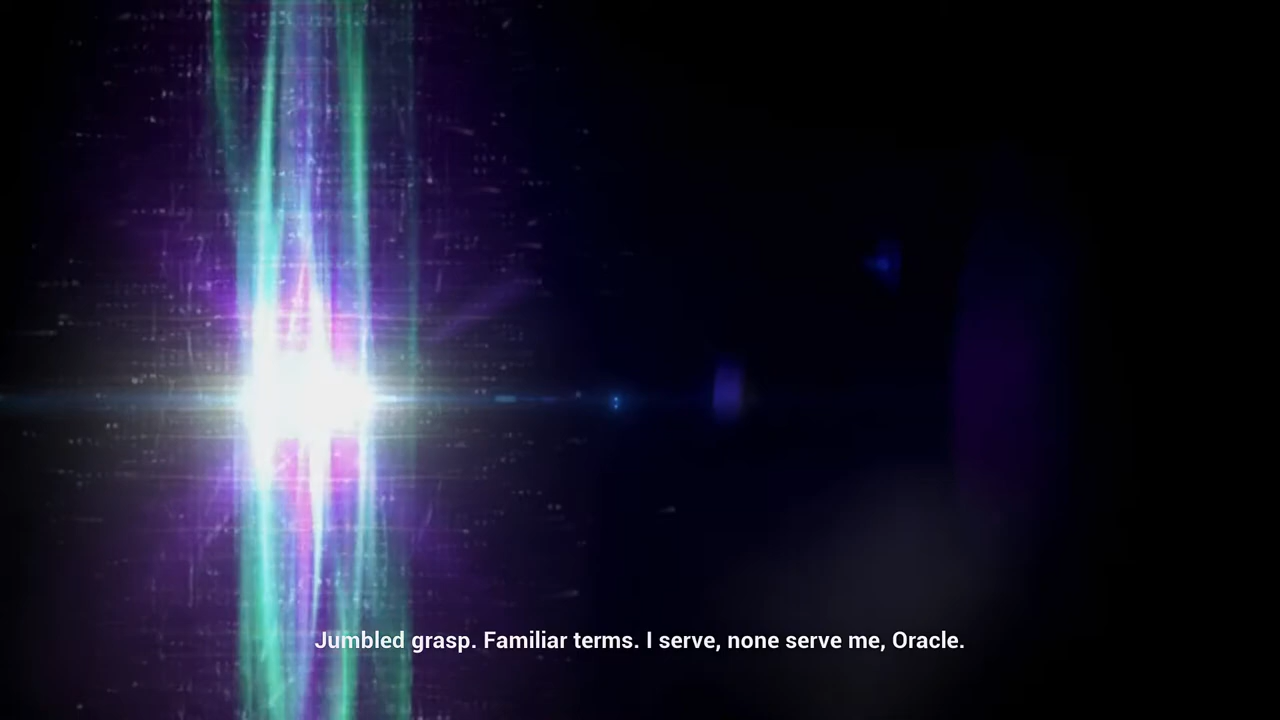 Jumbled grasp. Familiar terms. I serve, none serve me, Oracle.